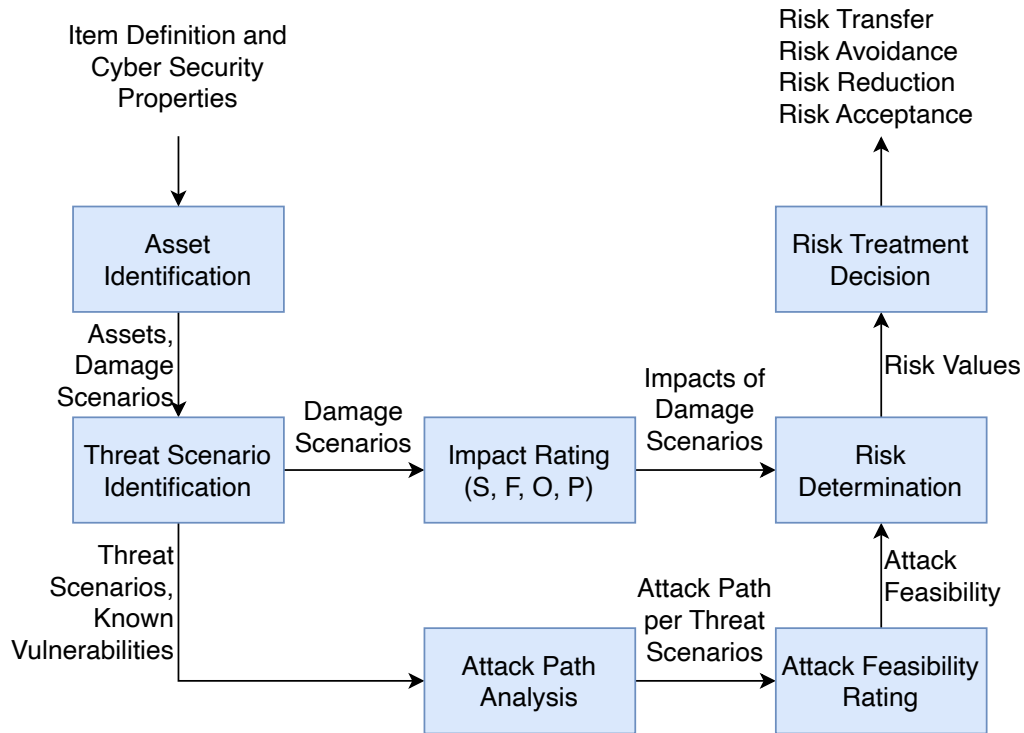 Item Definition and
Cyber Security
Properties
Risk Transfer
Risk Avoidance
Risk Reduction
Risk Acceptance
Asset
Identification
Risk Treatment
Decision
Assets,
Damage
Scenarios
Risk Values
Threat Scenario
Identification
Damage
Scenarios
Impact Rating
(S, F, O, P)
Impacts of
Damage
Scenarios
Risk
Determination
Threat
Scenarios,
Known
Vulnerabilities
Attack Path
Analysis
Attack Path
per Threat
Scenarios
Attack
Feasibility
Attack Feasibility
Rating